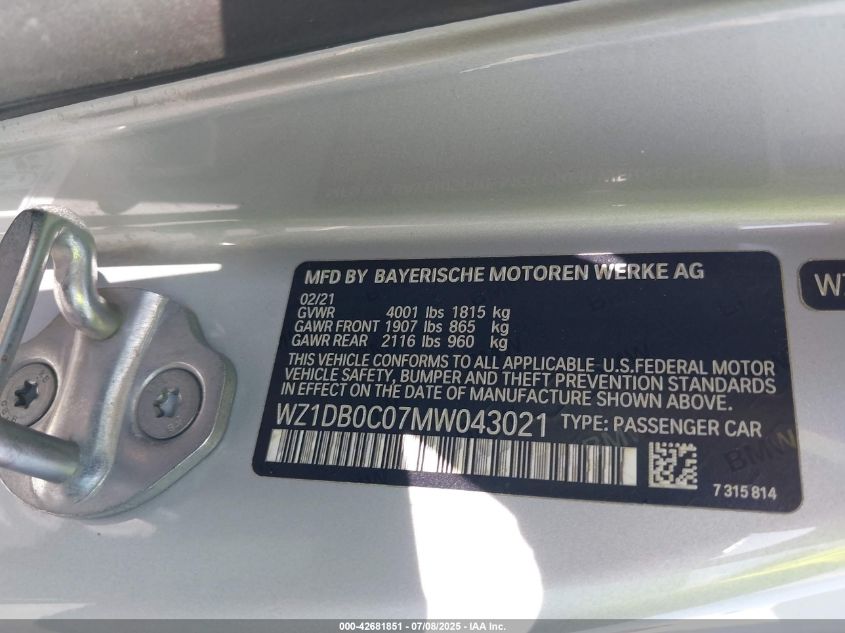 MFD BY BAYERISCHE MOTOREN WERKE AG
02/21
GVWR 4001 lbs 1815 kg
GAWR FRONT 1907 lbs 865 kg
GAWR REAR 2116 lbs 960 kg
THIS VEHICLE CONFORMS TO ALL APPLICABLE U.S.FEDERAL MOTOR
VEHICLE SAFETY, BUMPER AND THEFT PREVENTION STANDARDS
IN EFFECT ON THE DATE OF MANUFACTURE SHOWN ABOVE.
WZ1DB0C07MW043021 TYPE: PASSENGER CAR
7 315 814
000-42681851 - 07/08/2025 - IAA Inc.